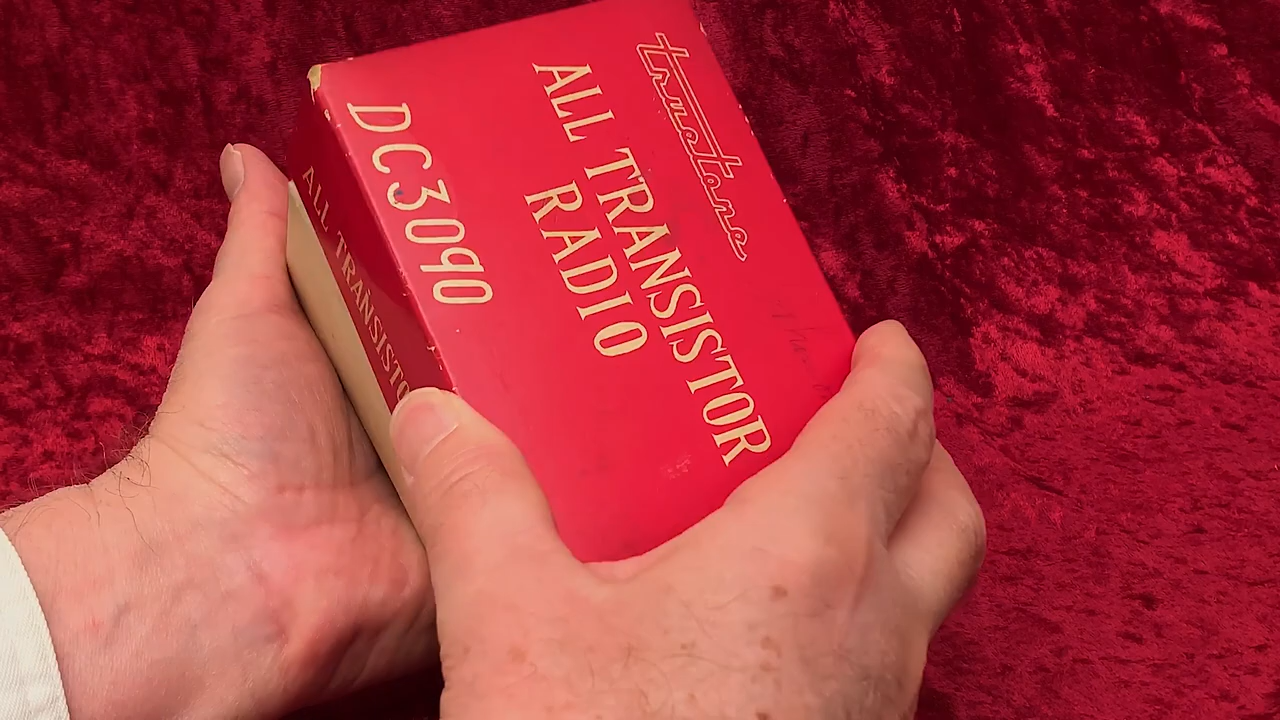 truetone
ALL TRANSISTOR
RADIO
DC3090
ALL TRANSISTO